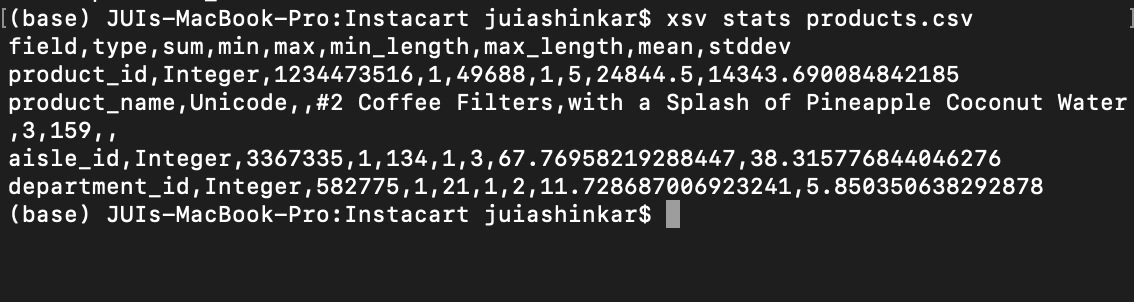 [(base) JUIs-MacBook-Pro:Instacart juiashinkar$ xsv stats products.csv ]
field,type,sum,min,max,min_length,max_length,mean,stddev
product_id,Integer,1234473516,1,49688,1,5,24844.5,14343.690084842185
product_name,Unicode,,#2 Coffee Filters,with a Splash of Pineapple Coconut Water
,3,159,,
aisle_id,Integer,3367335,1,134,1,3,67.76958219288447,38.315776844046276
department_id,Integer,582775,1,21,1,2,11.728687006923241,5.850350638292878
(base) JUIs-MacBook-Pro:Instacart juiashinkar$